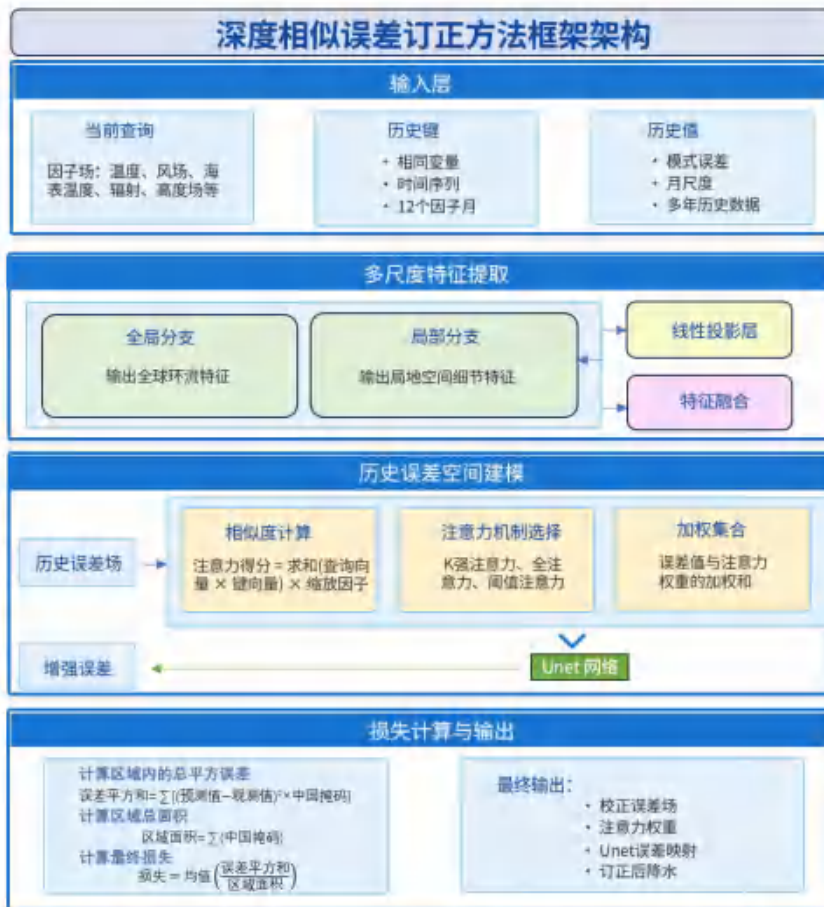 深度相似误差订正方法框架架构
输入层
当前查询
因子场：温度、风场、海
表温度、辐射、高度场等
历史键
• 相同变量
• 时间序列
• 12个因子月
历史值
• 模式误差
• 月尺度
• 多年历史数据
多尺度特征提取
全局分支
输出全球环流特征
局部分支
输出局地空间细节特征
线性投影层
特征融合
历史误差空间建模
历史误差场
相似度计算
注意力得分 = 求和(查询向
量 × 键向量) × 缩放因子
注意力机制选择
K强注意力、全注
意力、阈值注意力
加权集合
误差值与注意力
权重的加权和
Unet 网络
增强误差
损失计算与输出
计算区域内的总平方误差
误差平方和=∑[(预测值−观测值)²×中国掩码]
计算区域总面积
区域面积=∑(中国掩码)
计算最终损失
损失 = 均值(误差平方和/区域面积)
最终输出：
• 校正误差场
• 注意力权重
• Unet误差映射
• 订正后降水